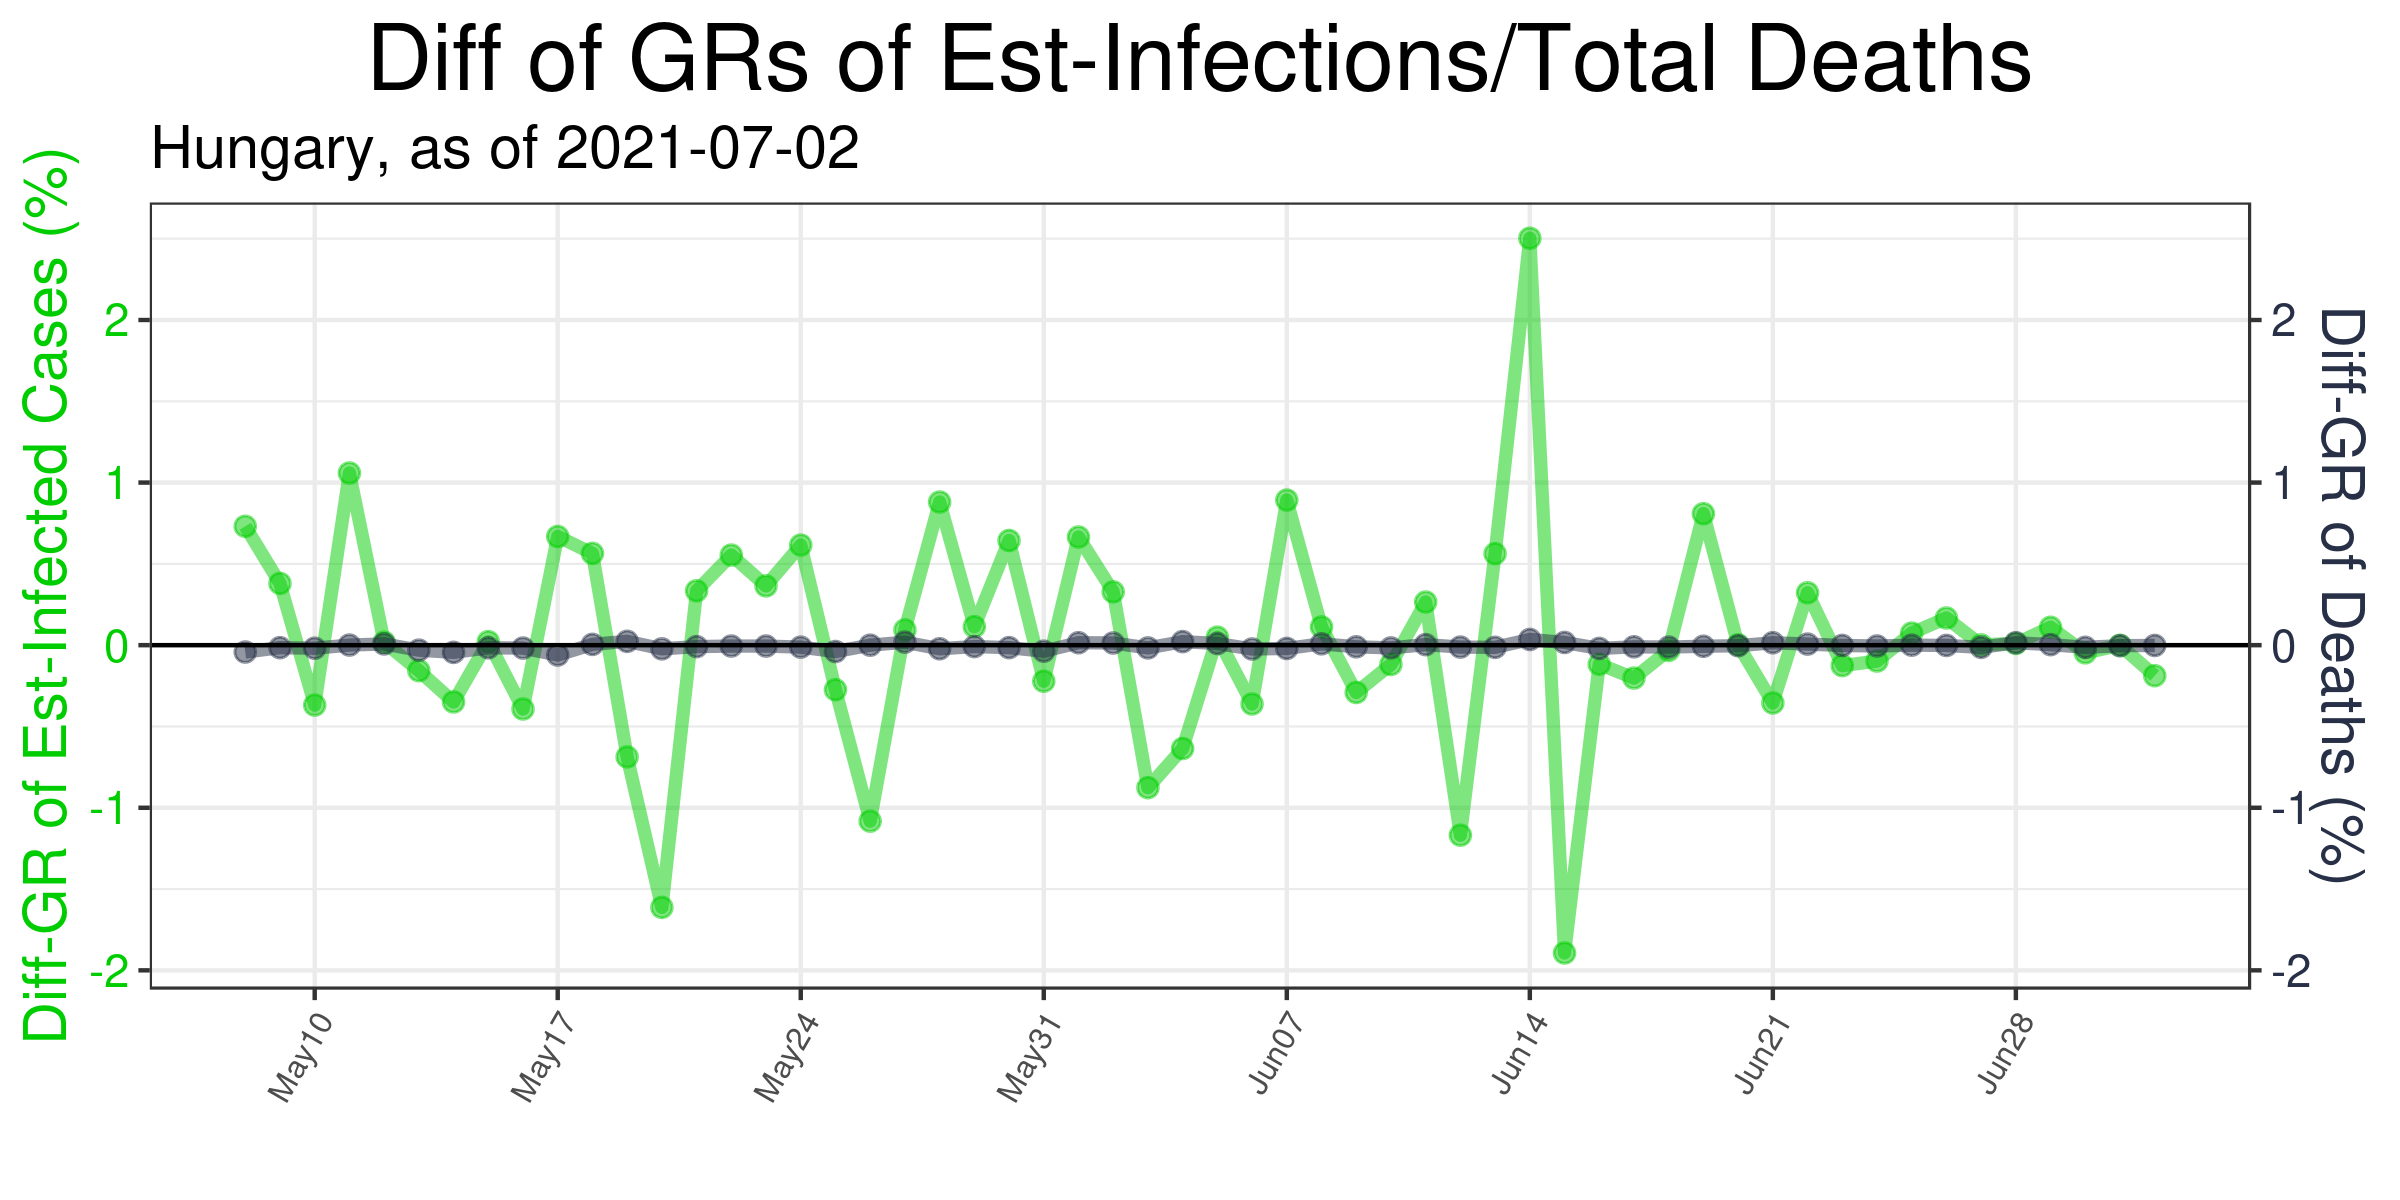 Diff of GRs of Est-Infections/Total Deaths
Hungary, as of 2021-07-02
Diff-GR of Est-Infected Cases (%)
2
1
0
-1
-2
2
1
0
-1
-2
Diff-GR of Deaths (%)
May10
May17
May24
May31
Jun07
Jun14
Jun21
Jun28